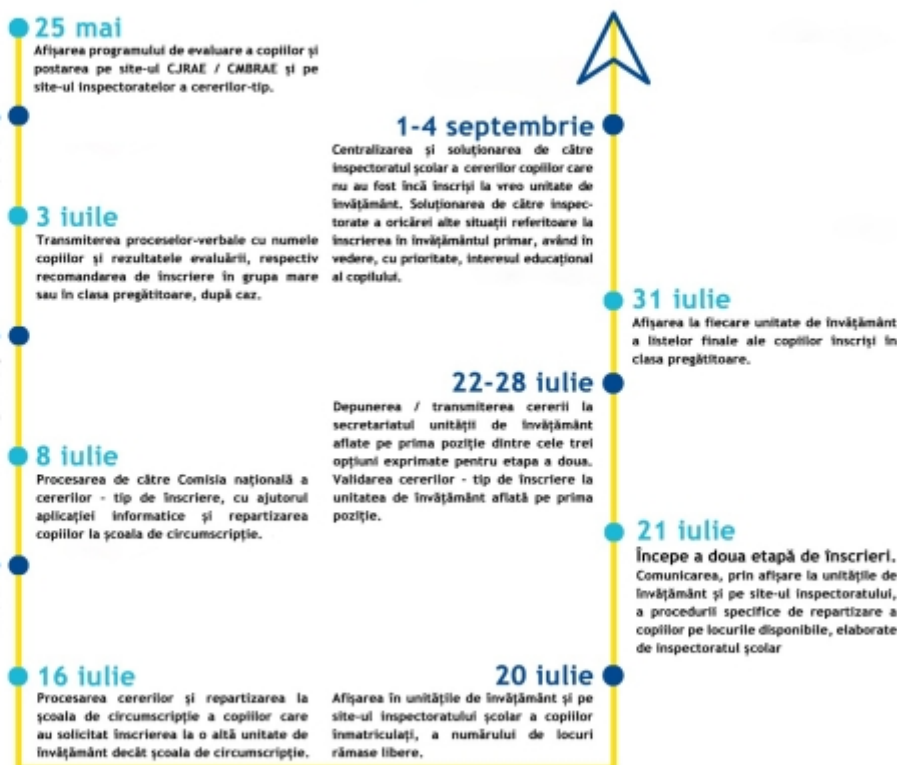 25 mai
Afișarea programului de evaluare a copiilor și
postarea pe site-ul CJRAE / CMBRAE și pe
site-ul inspectoratelor a cererilor-tip.
3 iuile
Transmiterea proceselor-verbale cu numele
copiilor și rezultatele evaluării, respectiv
recomandarea de înscriere în grupa mare
sau în clasa pregătitoare, după caz.
8 iulie
Procesarea de către Comisia națională a
cererilor - tip de înscriere, cu ajutorul
aplicației informatice și repartizarea
copiilor la școala de circumscripție.
16 iulie
Procesarea cererilor și repartizarea la
școala de circumscripție a copiilor care
au solicitat înscrierea la o altă unitate de
învățământ decât școala de circumscripție.
20 iulie
Afișarea în unitățile de învățământ și pe
site-ul inspectoratului școlar a copiilor
înmatriculați, a numărului de locuri
rămase libere.
21 iulie
Începe a doua etapă de înscrieri.
Comunicarea, prin afișare la unitățile de
învățământ și pe site-ul inspectoratului,
a procedurii specifice de repartizare a
copiilor pe locurile disponibile, elaborate
de inspectoratul școlar
22-28 iulie
Depunerea / transmiterea cererii la
secretariatul unității de învățământ
aflate pe prima poziție dintre cele trei
opțiuni exprimate pentru etapa a doua.
Validarea cererilor - tip de înscriere la
unitatea de învățământ aflată pe prima
poziție.
31 iulie
Afișarea la fiecare unitate de învățământ
a listelor finale ale copiilor înscriși în
clasa pregătitoare.
1-4 septembrie
Centralizarea și soluționarea de către
inspectoratul școlar a cererilor copiilor care
nu au fost încă înscriși la vreo unitate de
învățământ. Soluționarea de către inspec-
torate a oricărei alte situații referitoare la
înscrierea în învățământul primar, având în
vedere, cu prioritate, interesul educațional
al copilului.